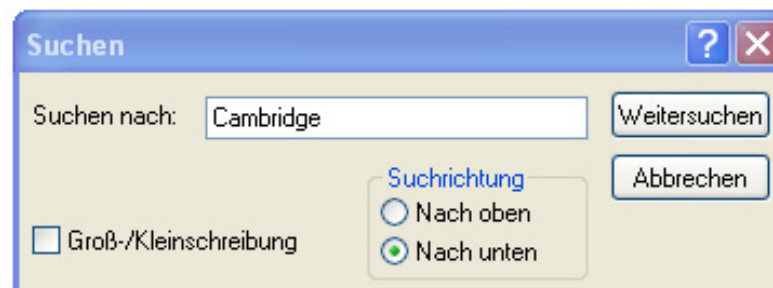 Suchen
Suchen nach: Cambridge Weitersuchen
Suchrichtung Abbrechen
Nach oben
Groß-/Kleinschreibung Nach unten